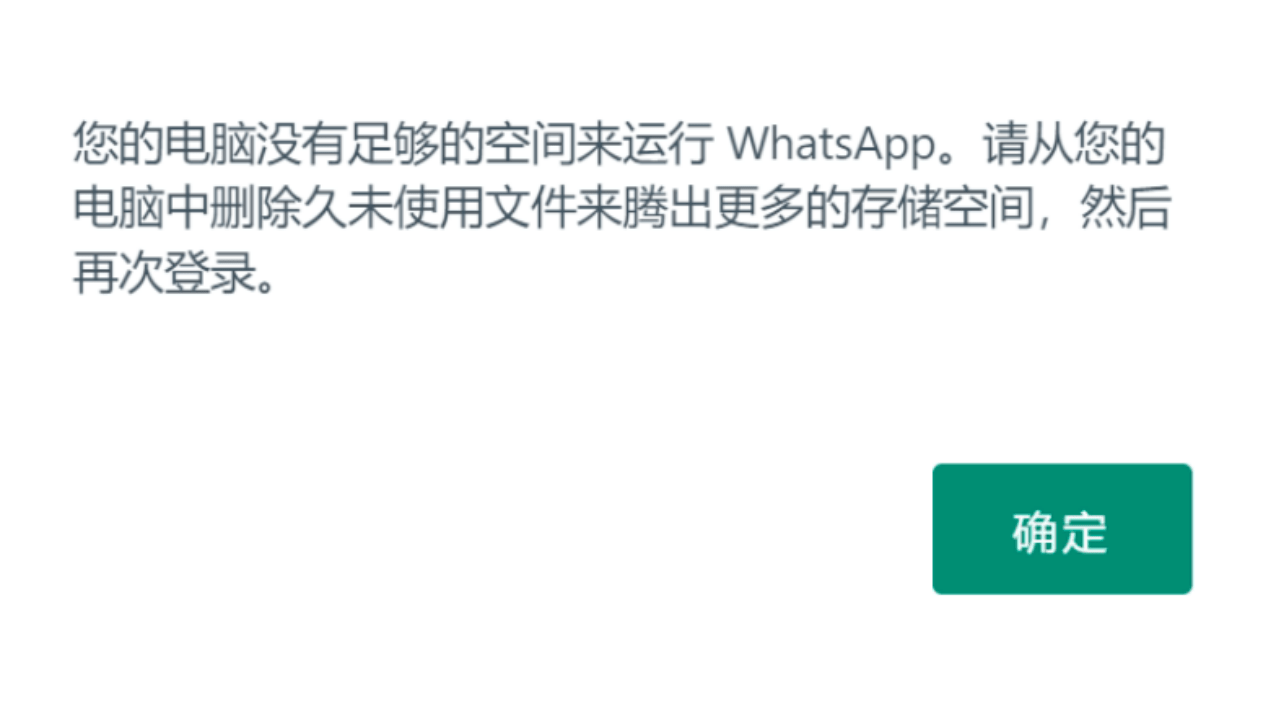 您的电脑没有足够的空间来运行 WhatsApp。请从您的
电脑中删除久未使用文件来腾出更多的存储空间，然后
再次登录。
确定